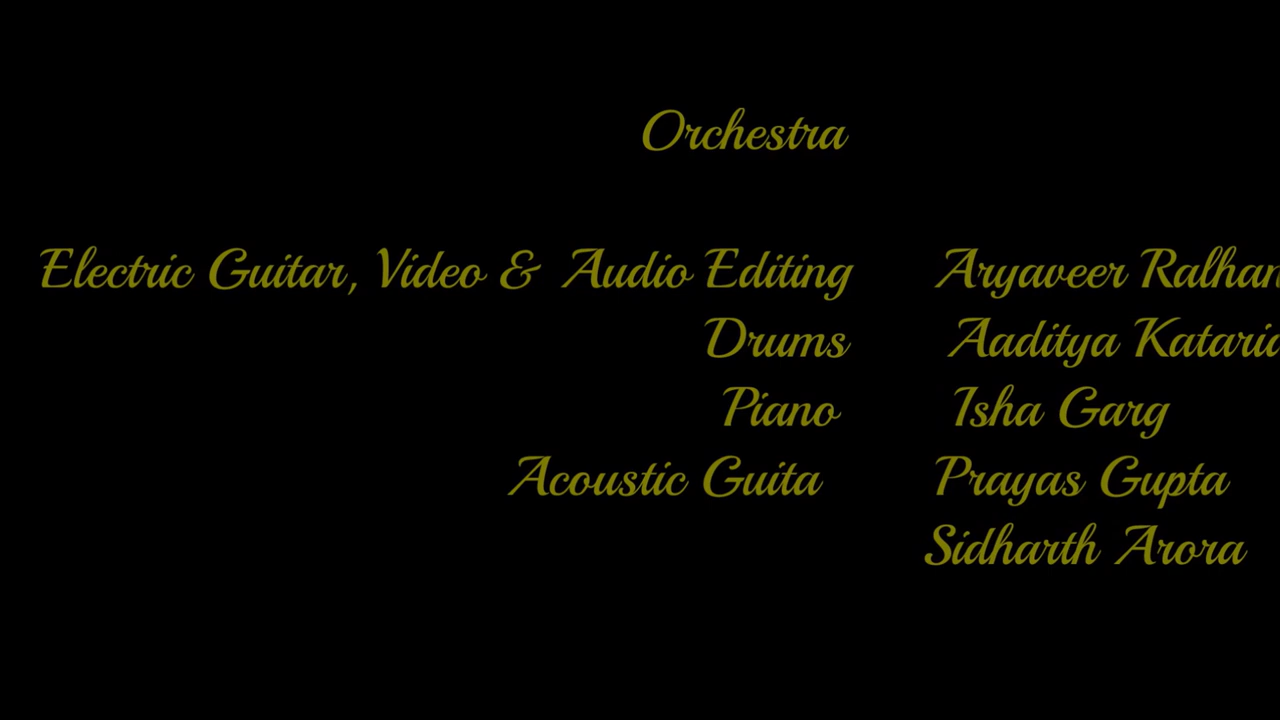 Orchestra
Electric Guitar, Video & Audio Editing Aryaveer Ralhan
Drums Aaditya Kataria
Piano Isha Garg
Acoustic Guita Prayas Gupta
Sidharth Arora